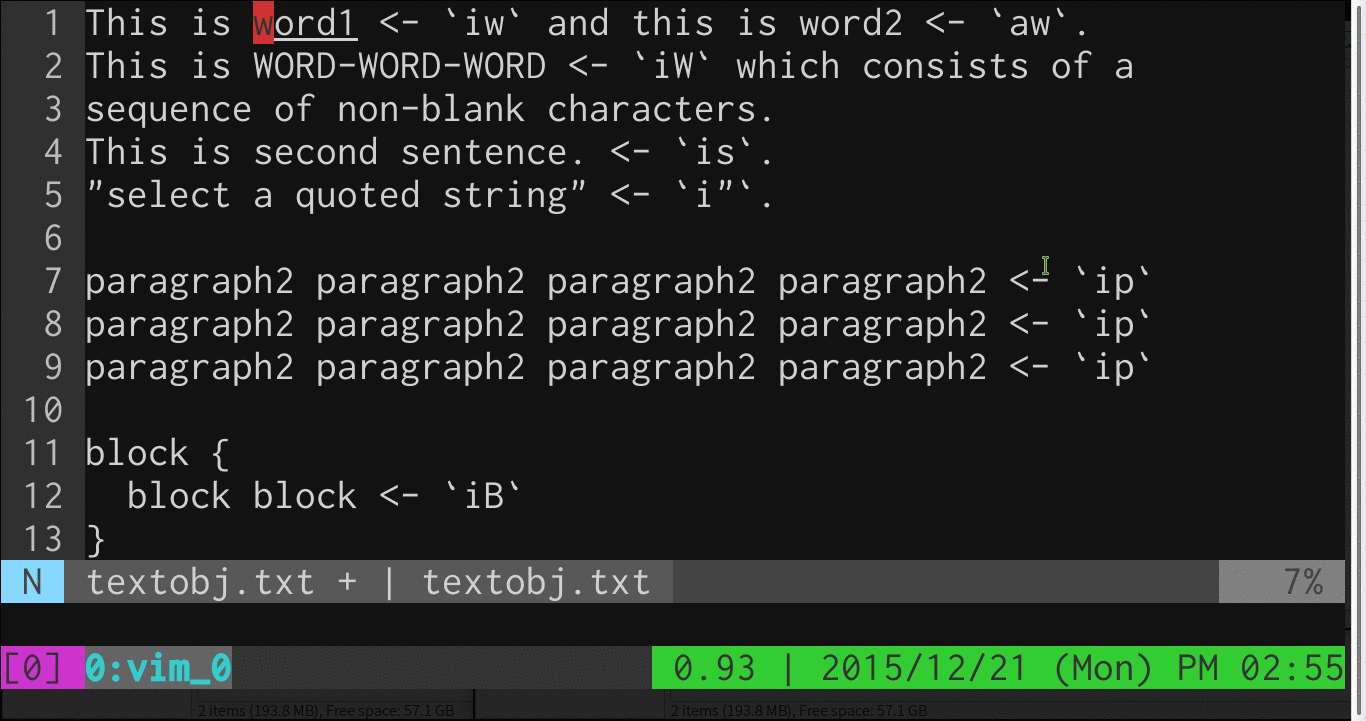 1 This is word1 <- `iw` and this is word2 <- `aw`.
2 This is WORD-WORD-WORD <- `iW` which consists of a
3 sequence of non-blank characters.
4 This is second sentence. <- `is`.
5 "select a quoted string" <- `i"`.
6
7 paragraph2 paragraph2 paragraph2 paragraph2 <- `ip`
8 paragraph2 paragraph2 paragraph2 paragraph2 <- `ip`
9 paragraph2 paragraph2 paragraph2 paragraph2 <- `ip`
10
11 block {
12   block block <- `iB`
13 }
N textobj.txt + | textobj.txt 7%
[0] 0:vim_0 0.93 | 2015/12/21 (Mon) PM 02:55
2 items (193.8 MB), Free space: 57.1 GB 2 items (193.8 MB), Free space: 57.1 GB